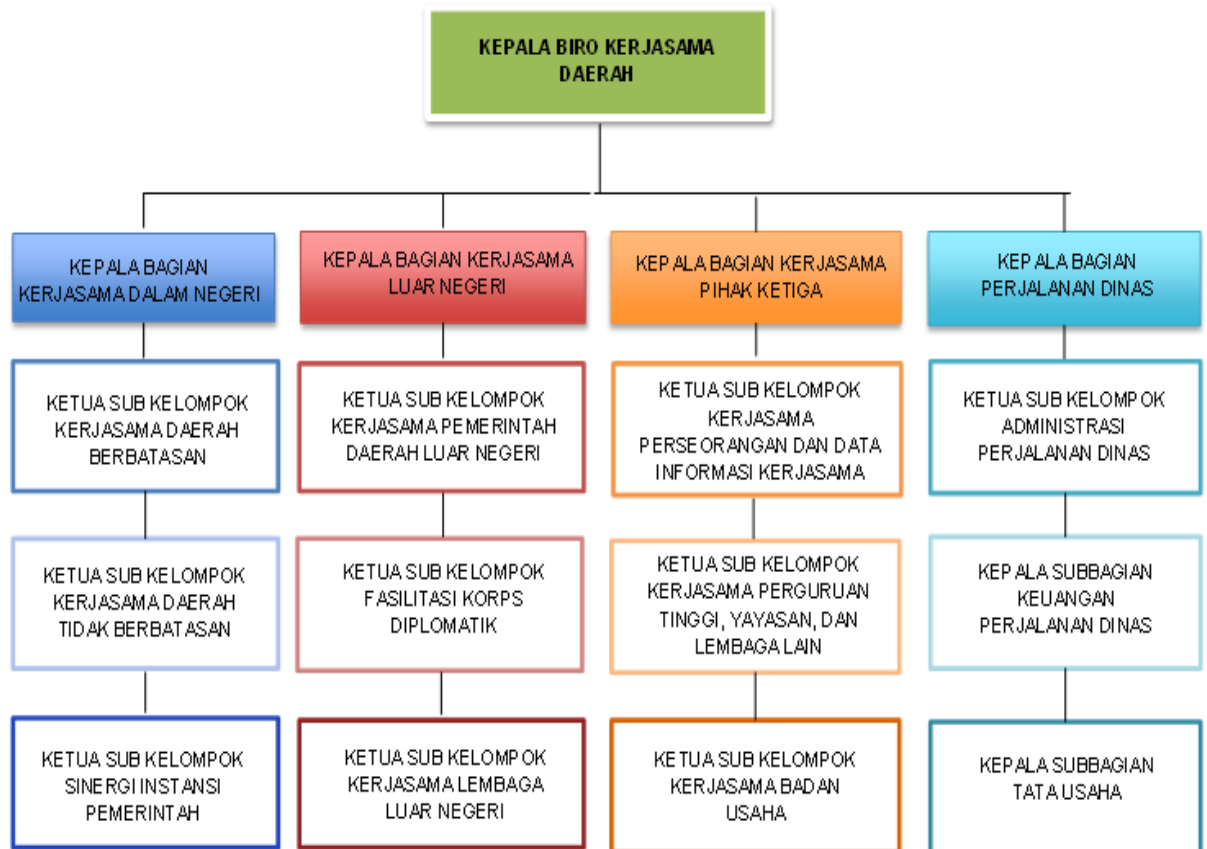 KEPALA BIRO KERJASAMA
DAERAH
KEPALA BAGIAN
KERJASAMA DALAM NEGERI
KEPALA BAGIAN KERJASAMA
LUAR NEGERI
KEPALA BAGIAN KERJASAMA
PIHAK KETIGA
KEPALA BAGIAN
PERJALANAN DINAS
KETUA SUB KELOMPOK
KERJASAMA DAERAH
BERBATASAN
KETUA SUB KELOMPOK
KERJASAMA PEMERINTAH
DAERAH LUAR NEGERI
KETUA SUB KELOMPOK
KERJASAMA
PERSEORANGAN DAN DATA
INFORMASI KERJASAMA
KETUA SUB KELOMPOK
ADMINISTRASI
PERJALANAN DINAS
KETUA SUB KELOMPOK
KERJASAMA DAERAH
TIDAK BERBATASAN
KETUA SUB KELOMPOK
FASILITASI KORPS
DIPLOMATIK
KETUA SUB KELOMPOK
KERJASAMA PERGURUAN
TINGGI, YAYASAN, DAN
LEMBAGA LAIN
KEPALA SUBBAGIAN
KEUANGAN
PERJALANAN DINAS
KETUA SUB KELOMPOK
SINERGI INSTANSI
PEMERINTAH
KETUA SUB KELOMPOK
KERJASAMA LEMBAGA
LUAR NEGERI
KETUA SUB KELOMPOK
KERJASAMA BADAN
USAHA
KEPALA SUBBAGIAN
TATA USAHA